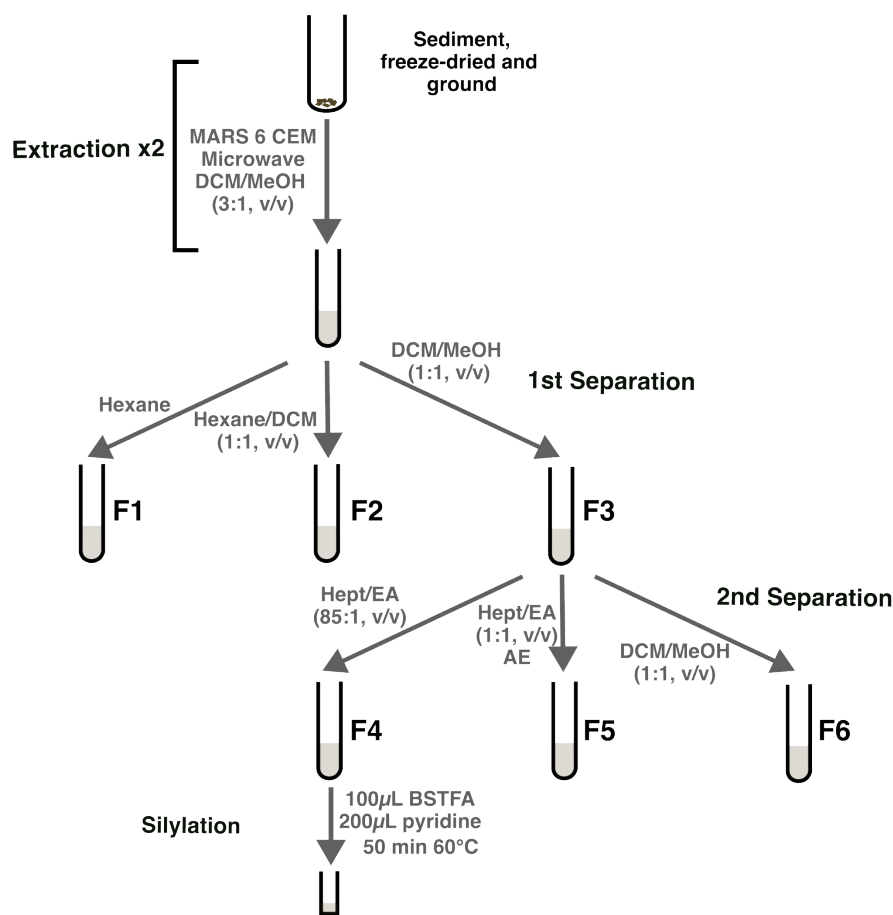 Sediment,
freeze-dried and
ground
Extraction x2
MARS 6 CEM
Microwave
DCM/MeOH
(3:1, v/v)
DCM/MeOH
(1:1, v/v)
1st Separation
Hexane
Hexane/DCM
(1:1, v/v)
F1
F2
F3
Hept/EA
(85:1, v/v)
Hept/EA
(1:1, v/v)
AE
2nd Separation
DCM/MeOH
(1:1, v/v)
F4
F5
F6
Silylation
100µL BSTFA
200µL pyridine
50 min 60°C